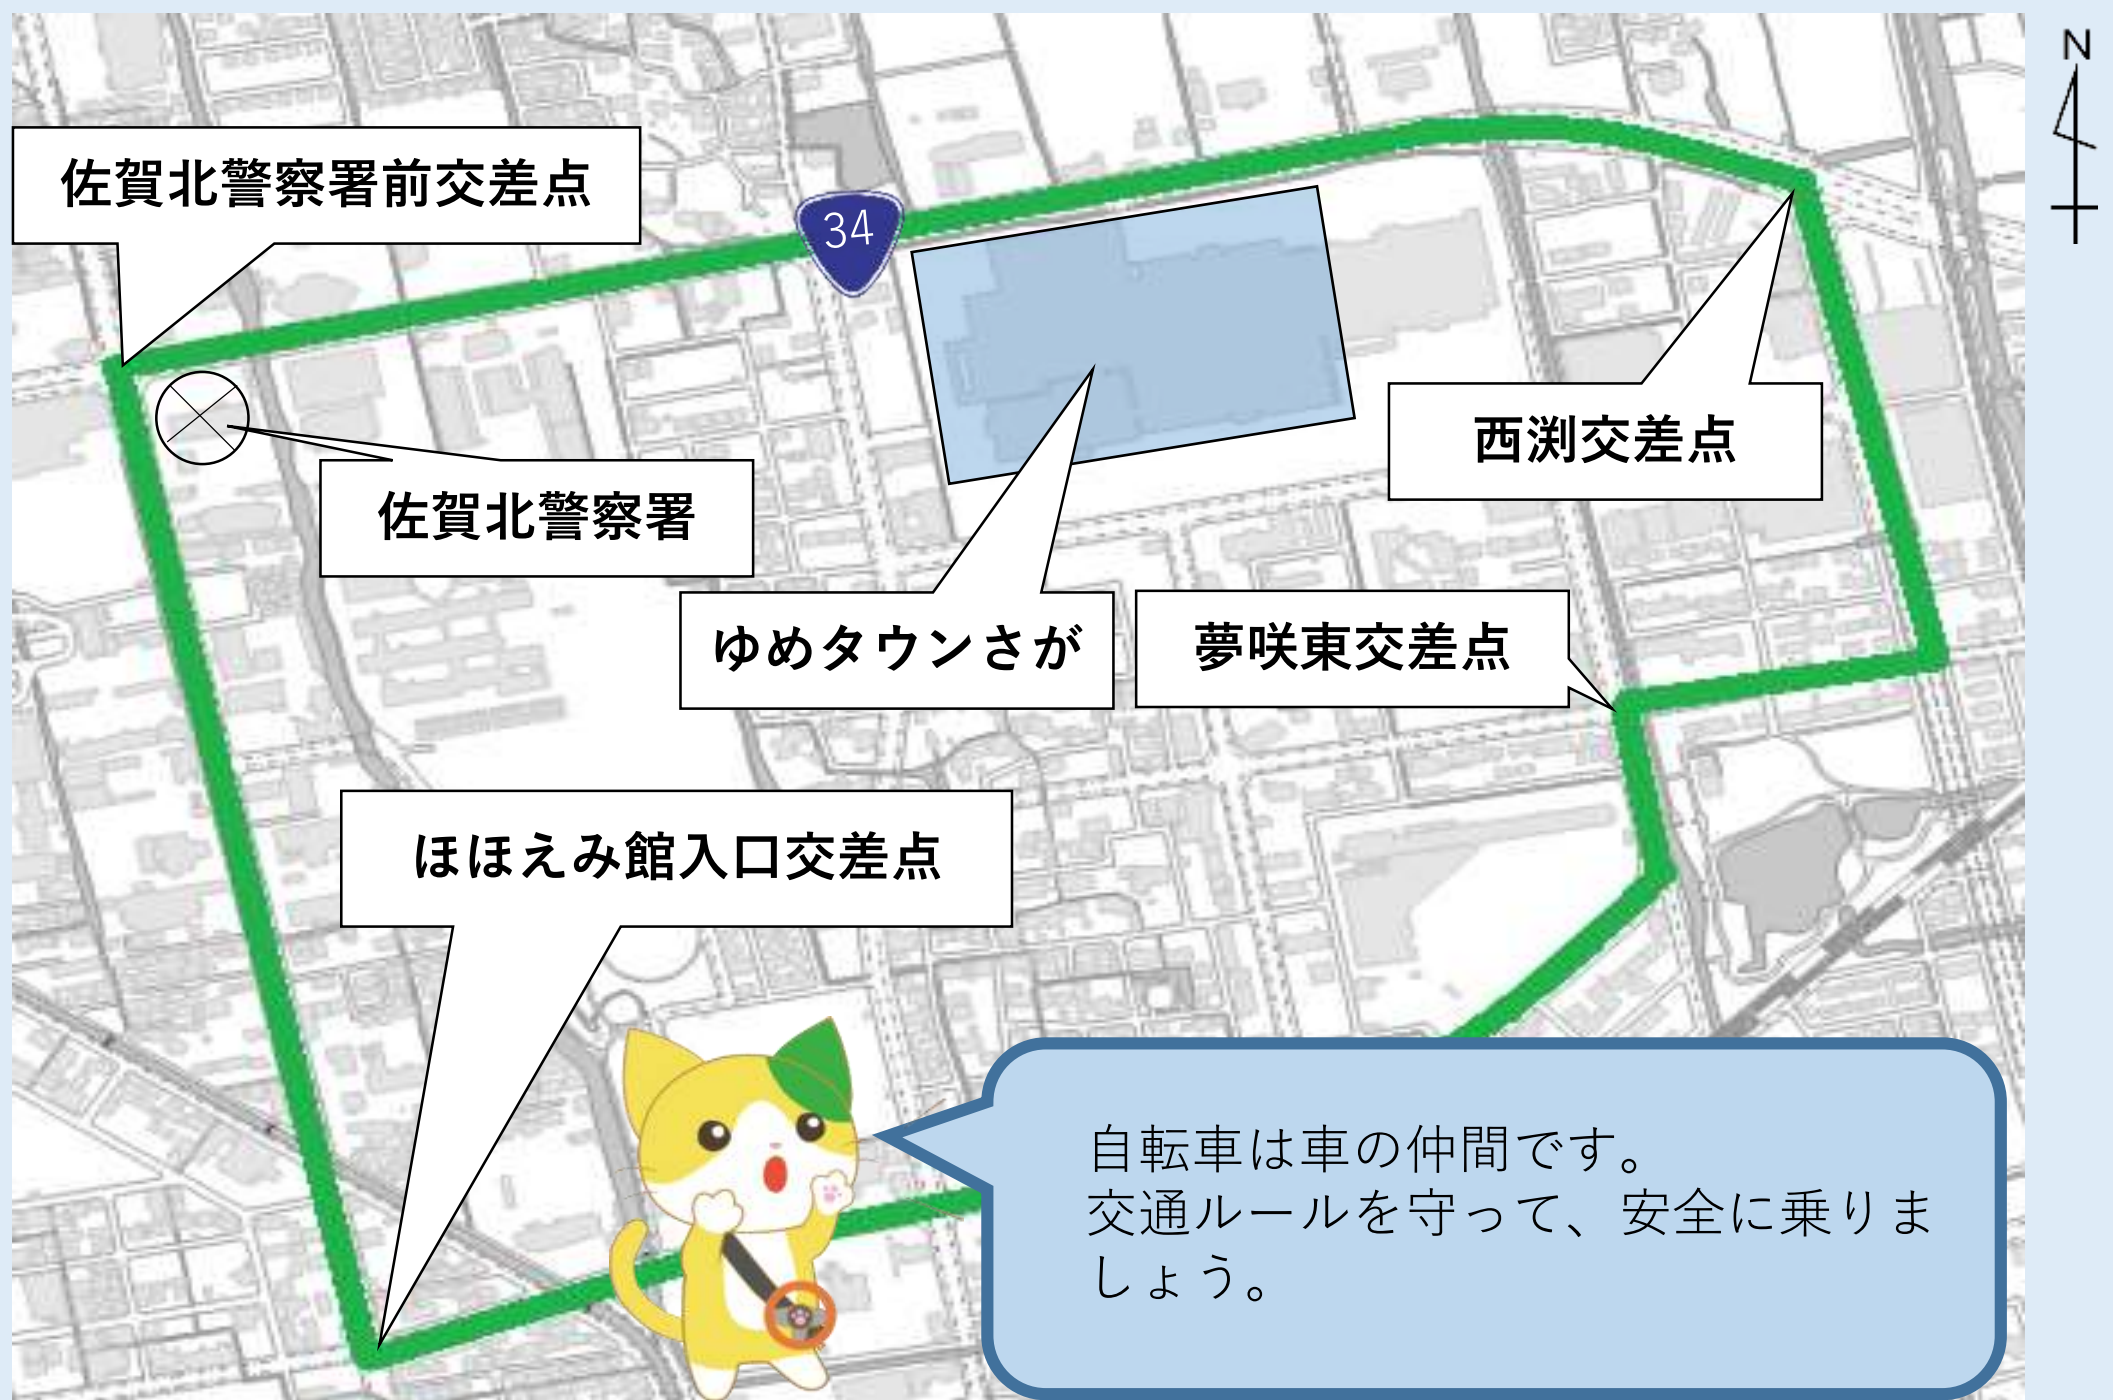 N
佐賀北警察署前交差点
34
佐賀北警察署
西渕交差点
ゆめタウンさが
夢咲東交差点
ほほえみ館入口交差点
自転車は車の仲間です。
交通ルールを守って、安全に乗りま
しょう。